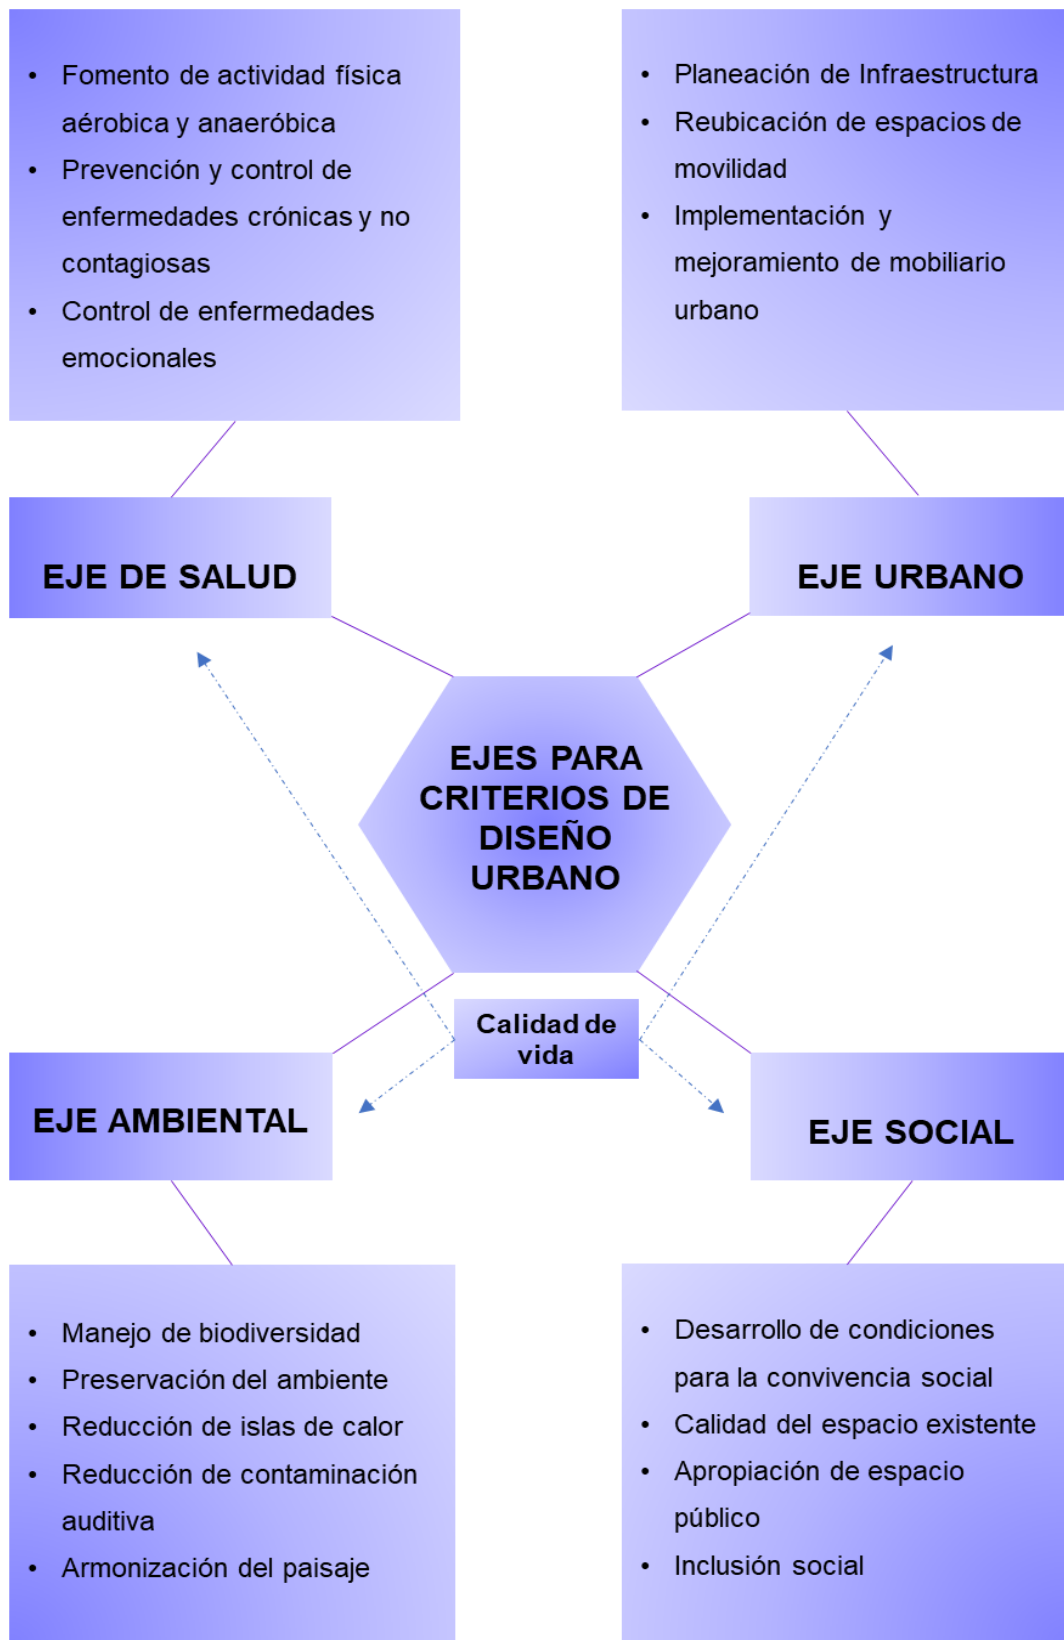 • Fomento de actividad física
aérobica y anaeróbica
• Prevención y control de
enfermedades crónicas y no
contagiosas
• Control de enfermedades
emocionales
• Planeación de Infraestructura
• Reubicación de espacios de
movilidad
• Implementación y
mejoramiento de mobiliario
urbano
EJE DE SALUD
EJE URBANO
EJES PARA
CRITERIOS DE
DISEÑO
URBANO
Calidad de
vida
EJE AMBIENTAL
EJE SOCIAL
• Manejo de biodiversidad
• Preservación del ambiente
• Reducción de islas de calor
• Reducción de contaminación
auditiva
• Armonización del paisaje
• Desarrollo de condiciones
para la convivencia social
• Calidad del espacio existente
• Apropiación de espacio
público
• Inclusión social